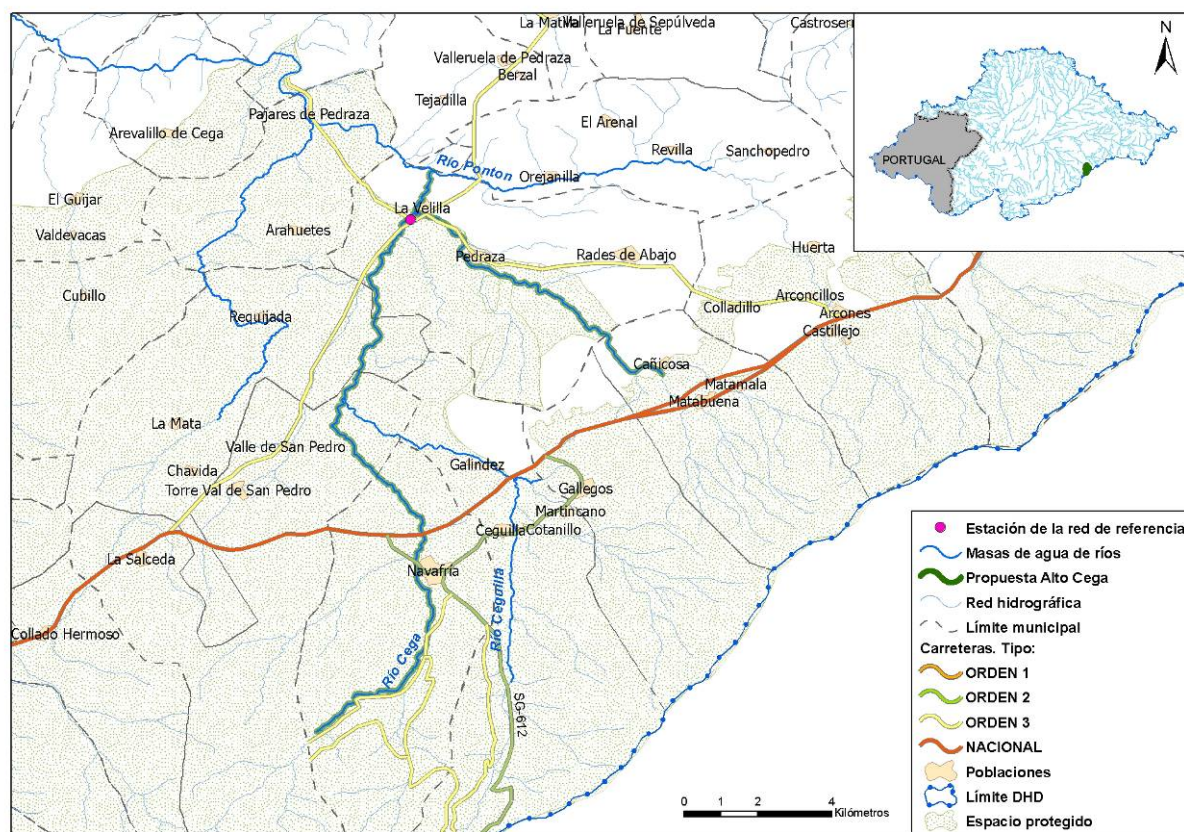 La Matilla
Valleruela de Sepúlveda
La Fuente
Castroser
Valleruela de Pedraza
Berzal
Tejadilla
Pajares de Pedraza
Arevalillo de Cega
El Arenal
Revilla
Sanchopedro
Río Ponton
Orejanilla
El Guijar
La Velilla
Valdevacas
Arahuetes
Pedraza
Rades de Abajo
Huerta
Cubillo
Requijada
Colladillo
Arconcillos
Arcones
Castillejo
Cañicosa
Matamala
Matabuena
La Mata
Valle de San Pedro
Chavida
Galindez
Torre Val de San Pedro
Gallegos
Martincano
Ceguilla
Cotanillo
La Salceda
Navafría
Collado Hermoso
Río Cega
Río Ceguilla
SG-612
N
PORTUGAL
Estación de la red de referencia
Masas de agua de ríos
Propuesta Alto Cega
Red hidrográfica
Límite municipal
Carreteras. Tipo:
ORDEN 1
ORDEN 2
ORDEN 3
NACIONAL
Poblaciones
Límite DHD
Espacio protegido
0 1 2 4
Kilómetros